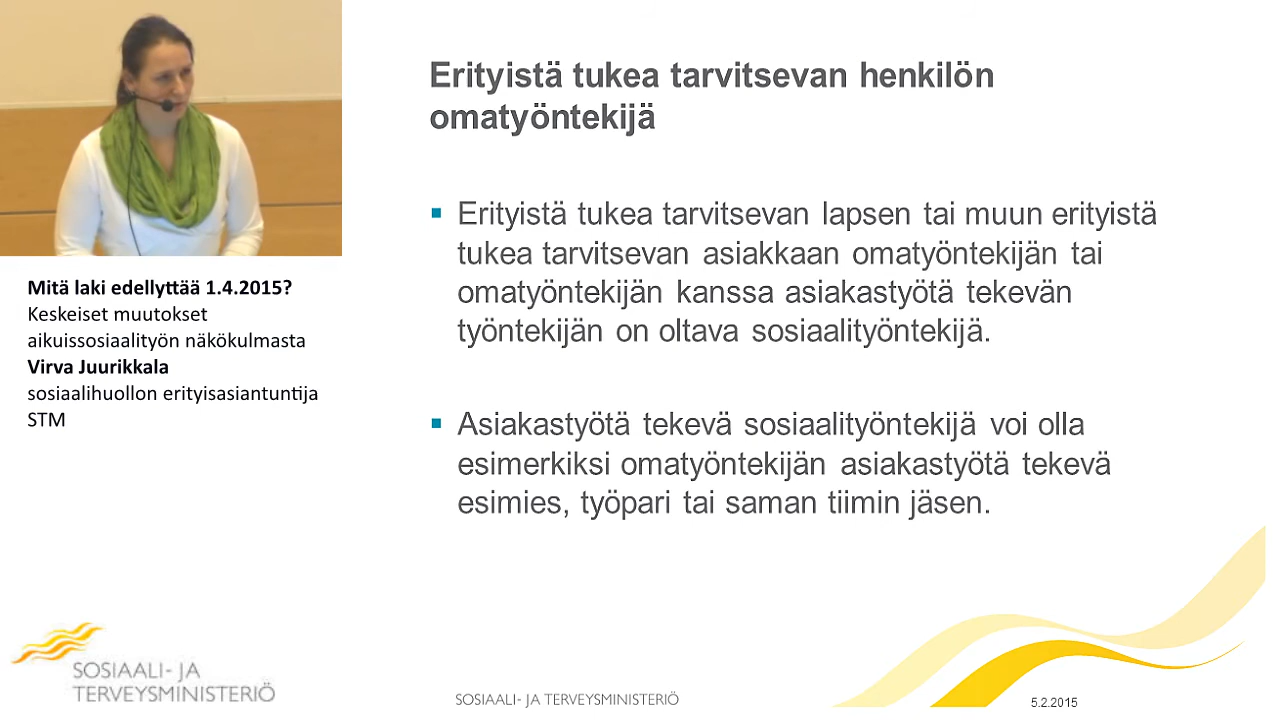 Erityistä tukea tarvitsevan henkilön
omatyöntekijä
Erityistä tukea tarvitsevan lapsen tai muun erityistä
tukea tarvitsevan asiakkaan omatyöntekijän tai
omatyöntekijän kanssa asiakastyötä tekevän
työntekijän on oltava sosiaalityöntekijä.
Asiakastyötä tekevä sosiaalityöntekijä voi olla
esimerkiksi omatyöntekijän asiakastyötä tekevä
esimies, työpari tai saman tiimin jäsen.
Mitä laki edellyttää 1.4.2015?
Keskeiset muutokset
aikuissosiaalityön näkökulmasta
Virva Juurikkala
sosiaalihuollon erityisasiantuntija
STM
SOSIAALI- JA
TERVEYSMINISTERIÖ
SOSIAALI- JA TERVEYSMINISTERIÖ
5.2.2015